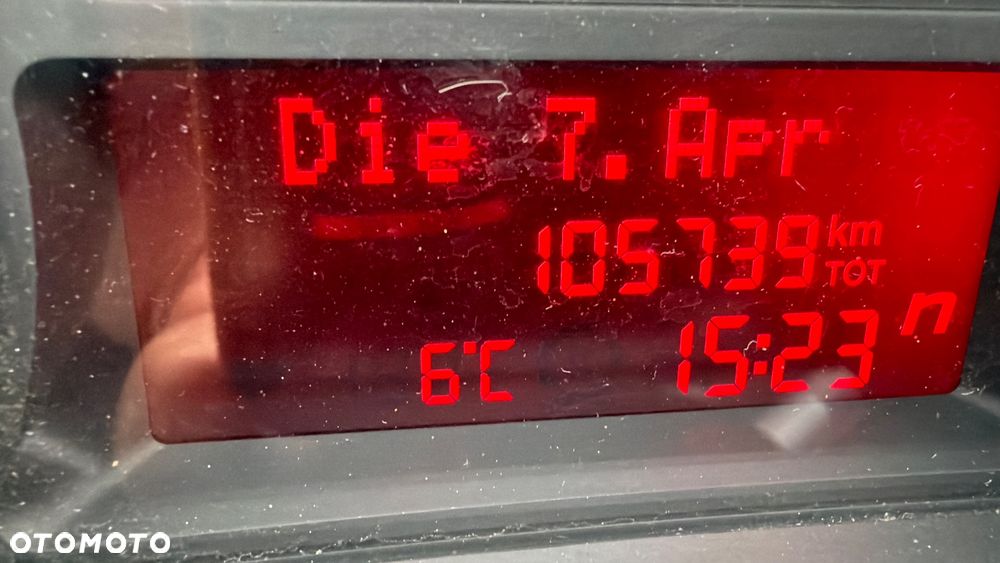 Die 7. Apr
105739 km
TOT
6°C 15:23 n
OTOMOTO